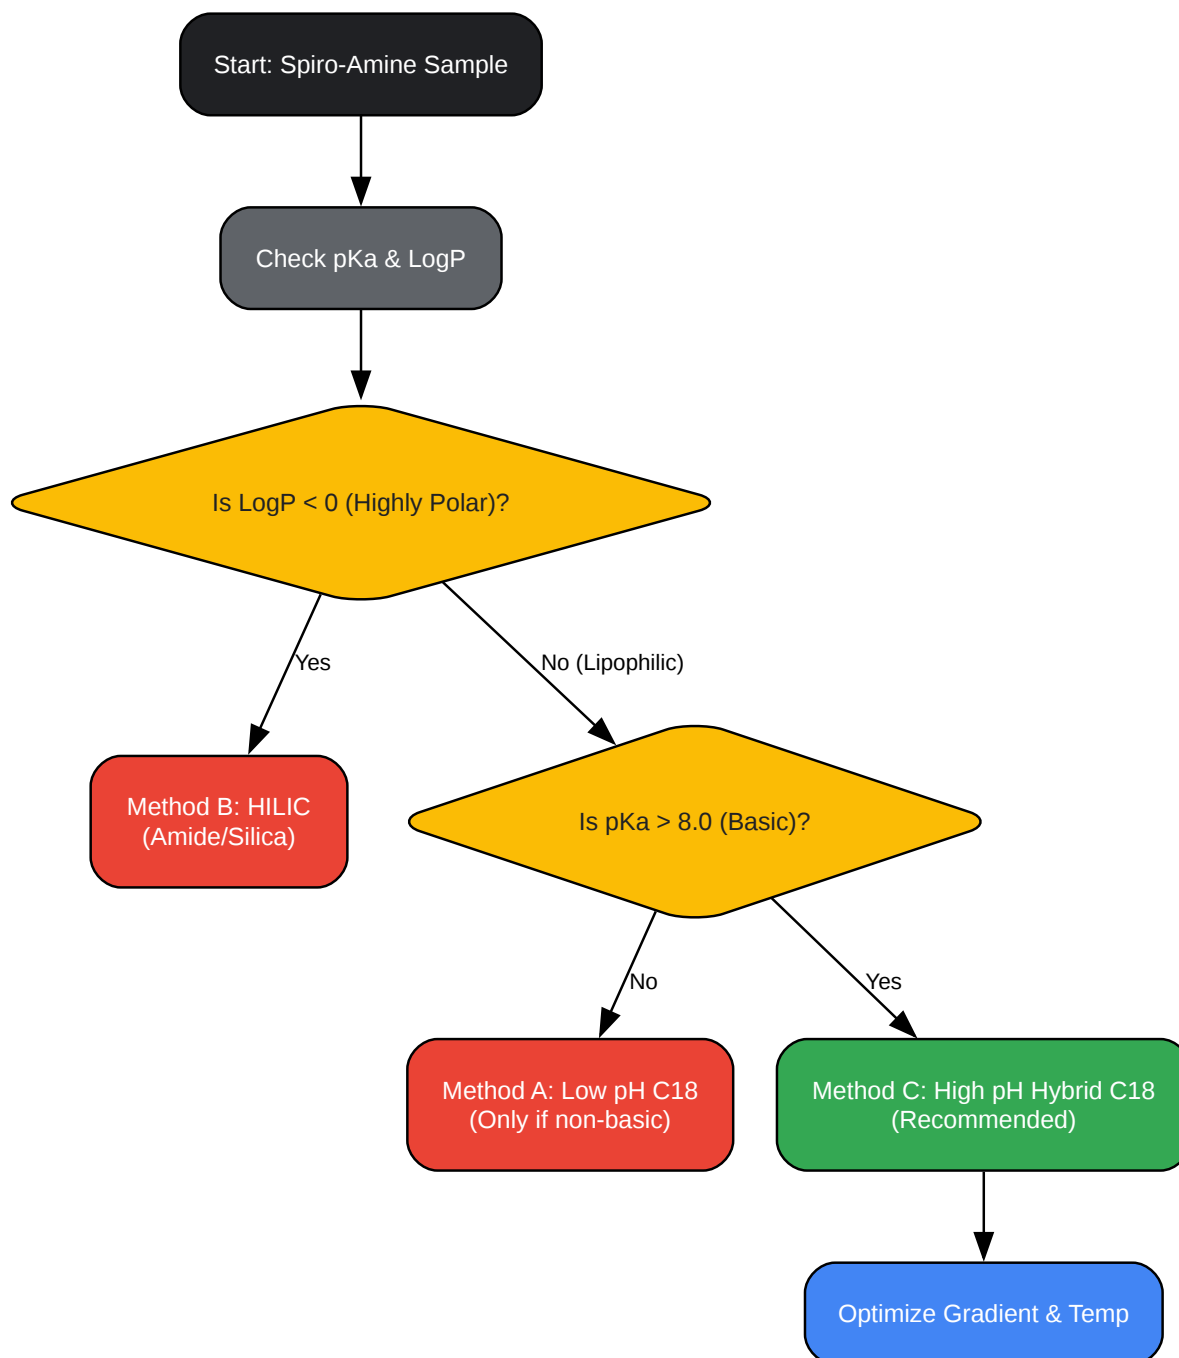 Start: Spiro-Amine Sample
Check pKa & LogP
Is LogP < 0 (Highly Polar)?
Yes
No (Lipophilic)
Method B: HILIC
(Amide/Silica)
Is pKa > 8.0 (Basic)?
No
Yes
Method A: Low pH C18
(Only if non-basic)
Method C: High pH Hybrid C18
(Recommended)
Optimize Gradient & Temp